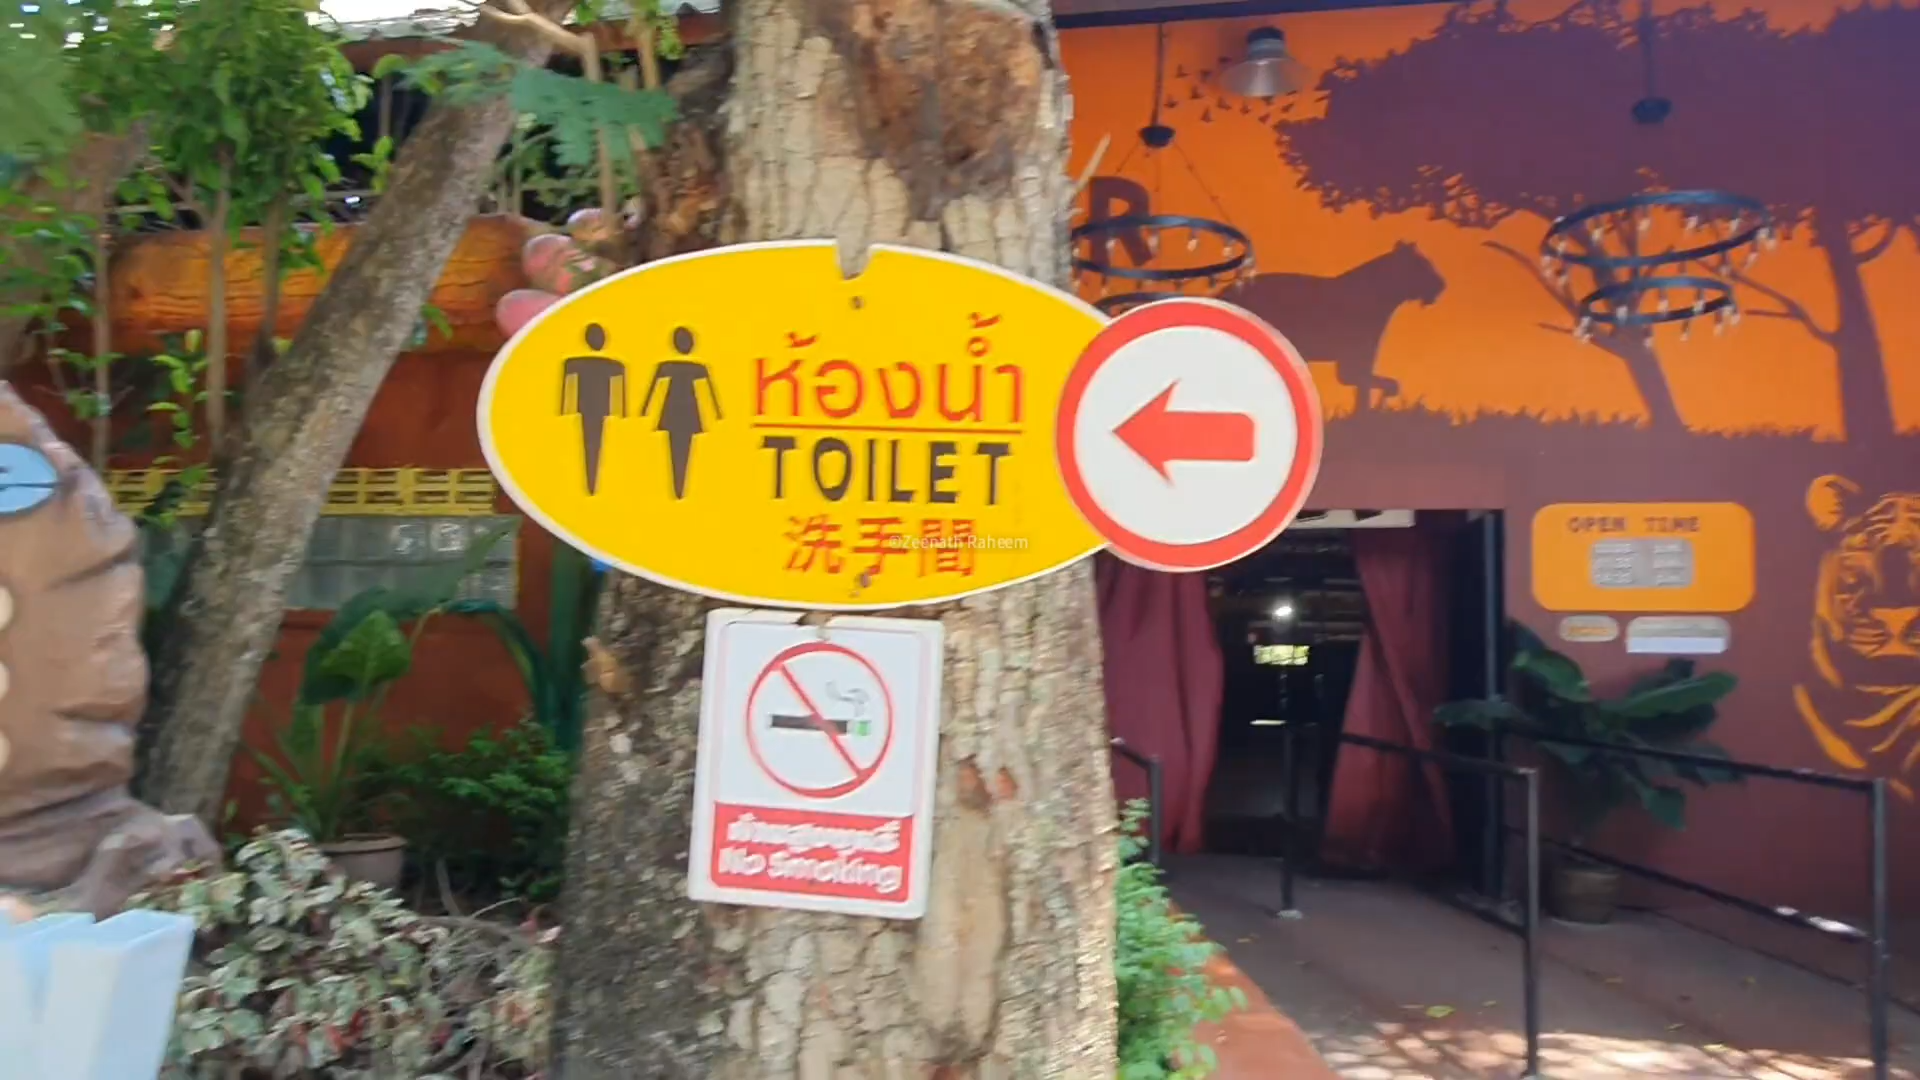 ห้องน้ำ
TOILET
洗手間
©Zeenath Raheem
ห้ามสูบบุหรี่
No Smoking
R
OPEN TIME